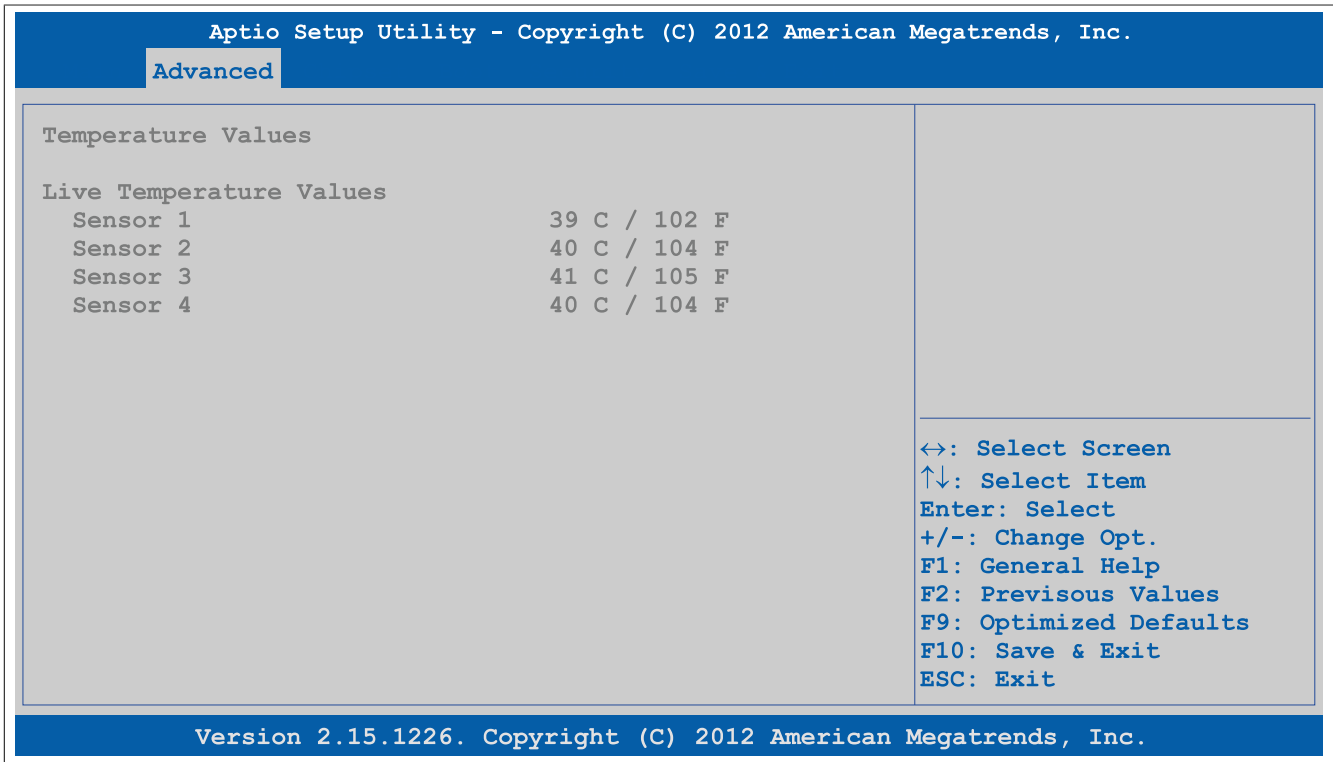 Aptio Setup Utility - Copyright (C) 2012 American Megatrends, Inc.
Advanced
Temperature Values
Live Temperature Values
Sensor 1 39 C / 102 F
Sensor 2 40 C / 104 F
Sensor 3 41 C / 105 F
Sensor 4 40 C / 104 F
↔: Select Screen
↑↓: Select Item
Enter: Select
+/-: Change Opt.
F1: General Help
F2: Previsous Values
F9: Optimized Defaults
F10: Save & Exit
ESC: Exit
Version 2.15.1226. Copyright (C) 2012 American Megatrends, Inc.